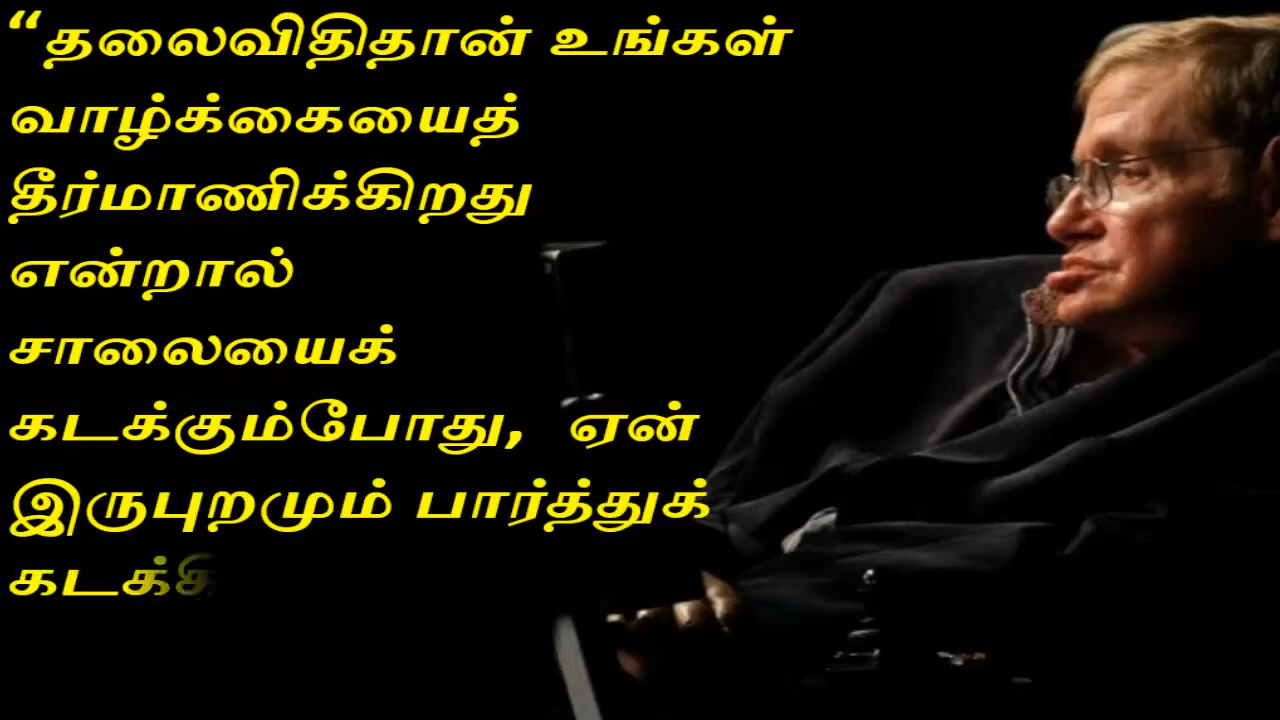 “தலைவிதிதான் உங்கள்
வாழ்க்கையைத்
தீர்மாணிக்கிறது
என்றால்
சாலையைக்
கடக்கும்போது, ஏன்
இருபுறமும் பார்த்துக்